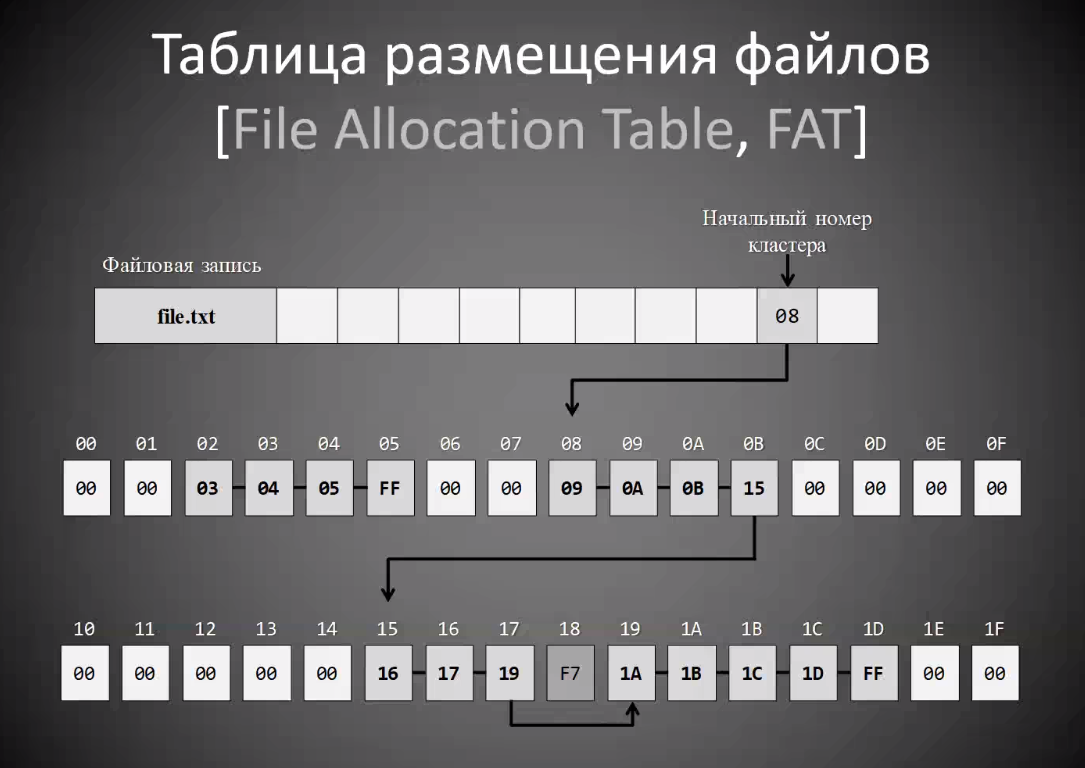 Таблица размещения файлов
[File Allocation Table, FAT]
Начальный номер
кластера
Файловая запись
file.txt
08
00 01 02 03 04 05 06 07 08 09 0A 0B 0C 0D 0E 0F
00 00 03 04 05 FF 00 00 09 0A 0B 15 00 00 00 00
10 11 12 13 14 15 16 17 18 19 1A 1B 1C 1D 1E 1F
00 00 00 00 00 16 17 19 F7 1A 1B 1C 1D FF 00 00